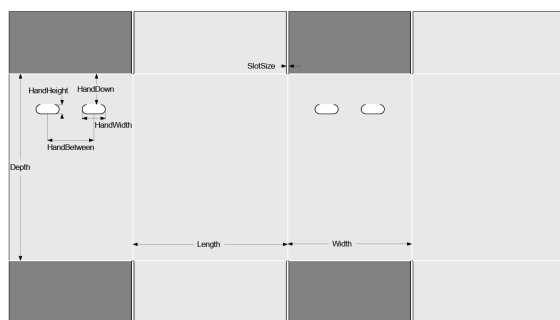 SlotSize
HandHeight
HandDown
HandWidth
HandBetween
Depth
Length
Width